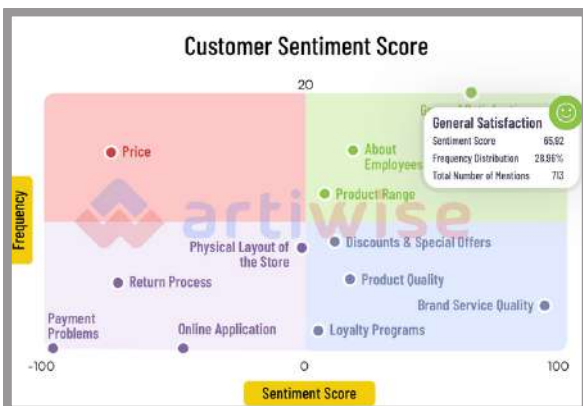 Customer Sentiment Score
20
General Satisfaction
Sentiment Score 65,92
Frequency Distribution 28.96%
Total Number of Mentions 713
Price
About
Employees
Product Range
artiwise
Frequency
Physical Layout of
the Store
Discounts & Special Offers
Return Process
Product Quality
Brand Service Quality
Payment
Problems
Online Application
Loyalty Programs
-100
0
100
Sentiment Score